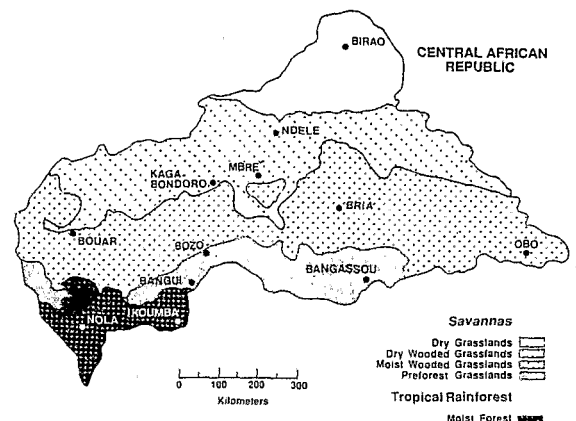 BIRAO
CENTRAL AFRICAN
REPUBLIC
NDELE
MBRE
KAGA
BONDORO
BRIA
BOUAR
BOZO
OBO
BANGUI
BANGASSOU
NOLA
KOUMBA
Savannas
Dry Grasslands
Dry Wooded Grasslands
Moist Wooded Grasslands
Preforest Grasslands
0 100 200 300
Kilometers
Tropical Rainforest
Moist Forest